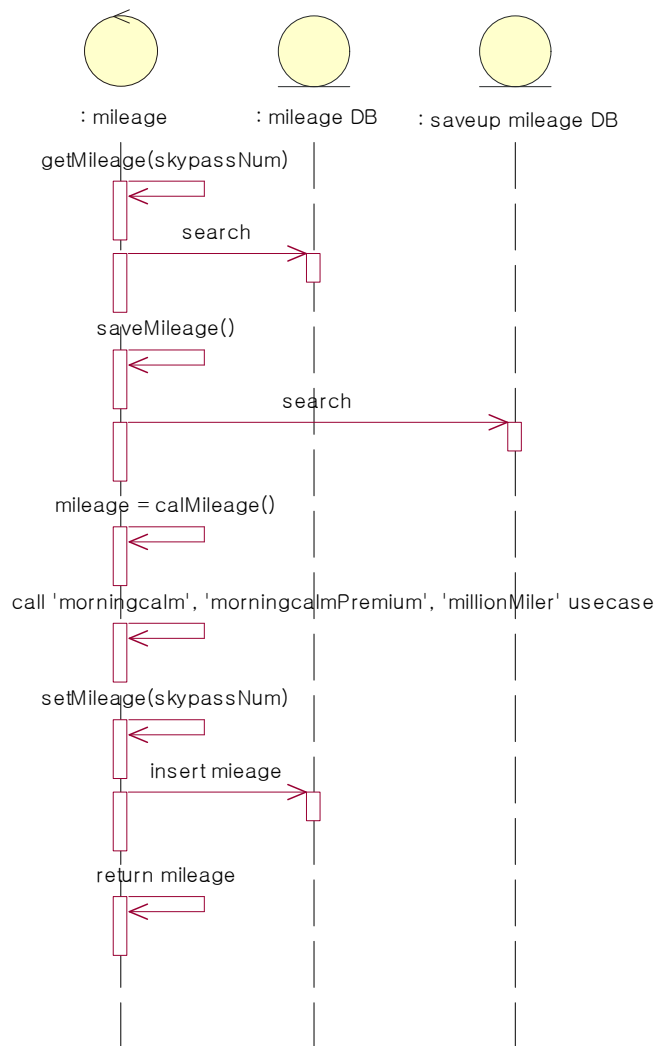 : mileage
: mileage DB
: saveup mileage DB
getMileage(skypassNum)
search
saveMileage()
search
mileage = calMileage()
call 'morningcalm', 'morningcalmPremium', 'millionMiler' usecase
setMileage(skypassNum)
insert mieage
return mileage